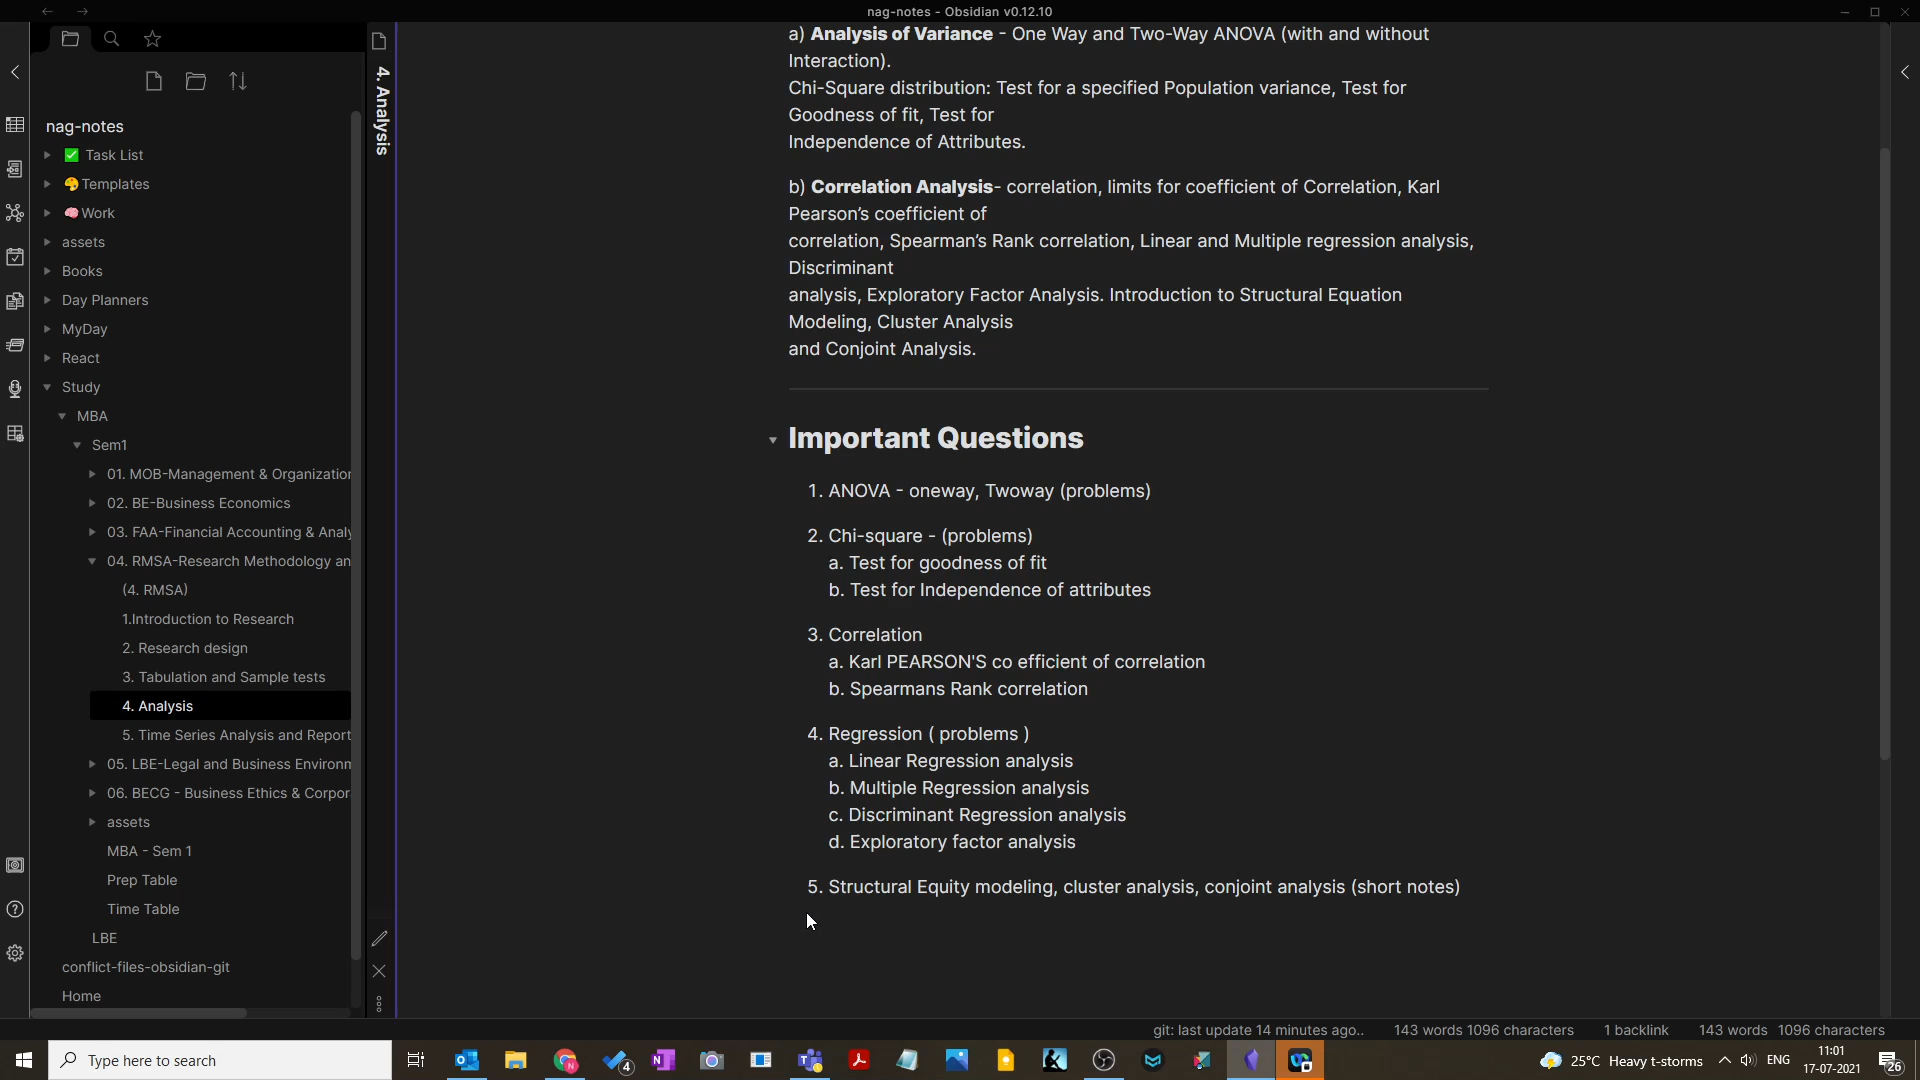 nag-notes - Obsidian v0.12.10
nag-notes
Task List
Templates
Work
assets
Books
Day Planners
MyDay
React
Study
MBA
Sem1
01. MOB-Management & Organization
02. BE-Business Economics
03. FAA-Financial Accounting & Analy
04. RMSA-Research Methodology an
(4. RMSA)
1.Introduction to Research
2. Research design
3. Tabulation and Sample tests
4. Analysis
5. Time Series Analysis and Report
05. LBE-Legal and Business Environm
06. BECG - Business Ethics & Corpor
assets
MBA - Sem 1
Prep Table
Time Table
LBE
conflict-files-obsidian-git
Home
4. Analysis
a) Analysis of Variance - One Way and Two-Way ANOVA (with and without
Interaction).
Chi-Square distribution: Test for a specified Population variance, Test for
Goodness of fit, Test for
Independence of Attributes.
b) Correlation Analysis- correlation, limits for coefficient of Correlation, Karl
Pearson’s coefficient of
correlation, Spearman’s Rank correlation, Linear and Multiple regression analysis,
Discriminant
analysis, Exploratory Factor Analysis. Introduction to Structural Equation
Modeling, Cluster Analysis
and Conjoint Analysis.
Important Questions
1. ANOVA - oneway, Twoway (problems)
2. Chi-square - (problems)
a. Test for goodness of fit
b. Test for Independence of attributes
3. Correlation
a. Karl PEARSON'S co efficient of correlation
b. Spearmans Rank correlation
4. Regression ( problems )
a. Linear Regression analysis
b. Multiple Regression analysis
c. Discriminant Regression analysis
d. Exploratory factor analysis
5. Structural Equity modeling, cluster analysis, conjoint analysis (short notes)
git: last update 14 minutes ago.. 143 words 1096 characters 1 backlink 143 words 1096 characters
Type here to search
4
25°C Heavy t-storms
ENG
11:01
17-07-2021
26